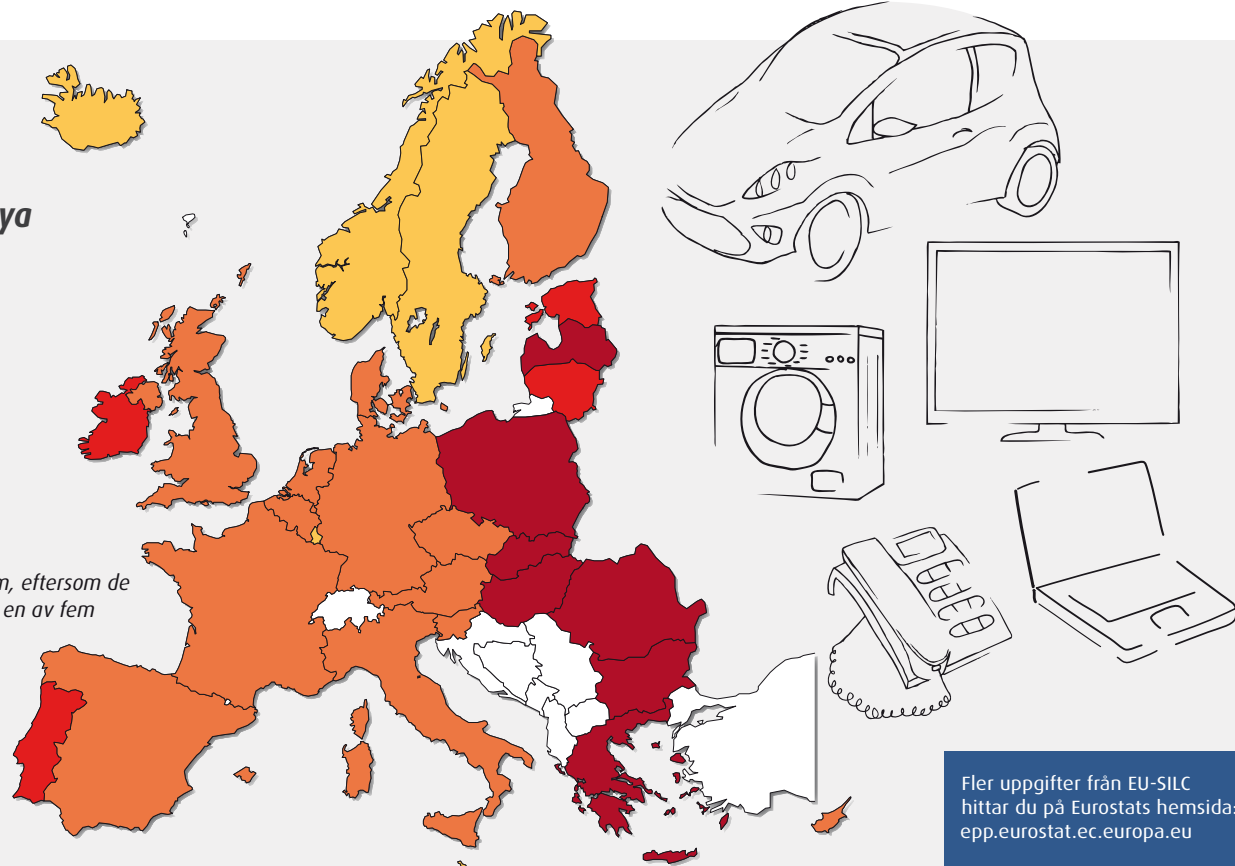 ya
m, eftersom de
en av fem
Fler uppgifter från EU-SILC
hittar du på Eurostats hemsida:
epp.eurostat.ec.europa.eu